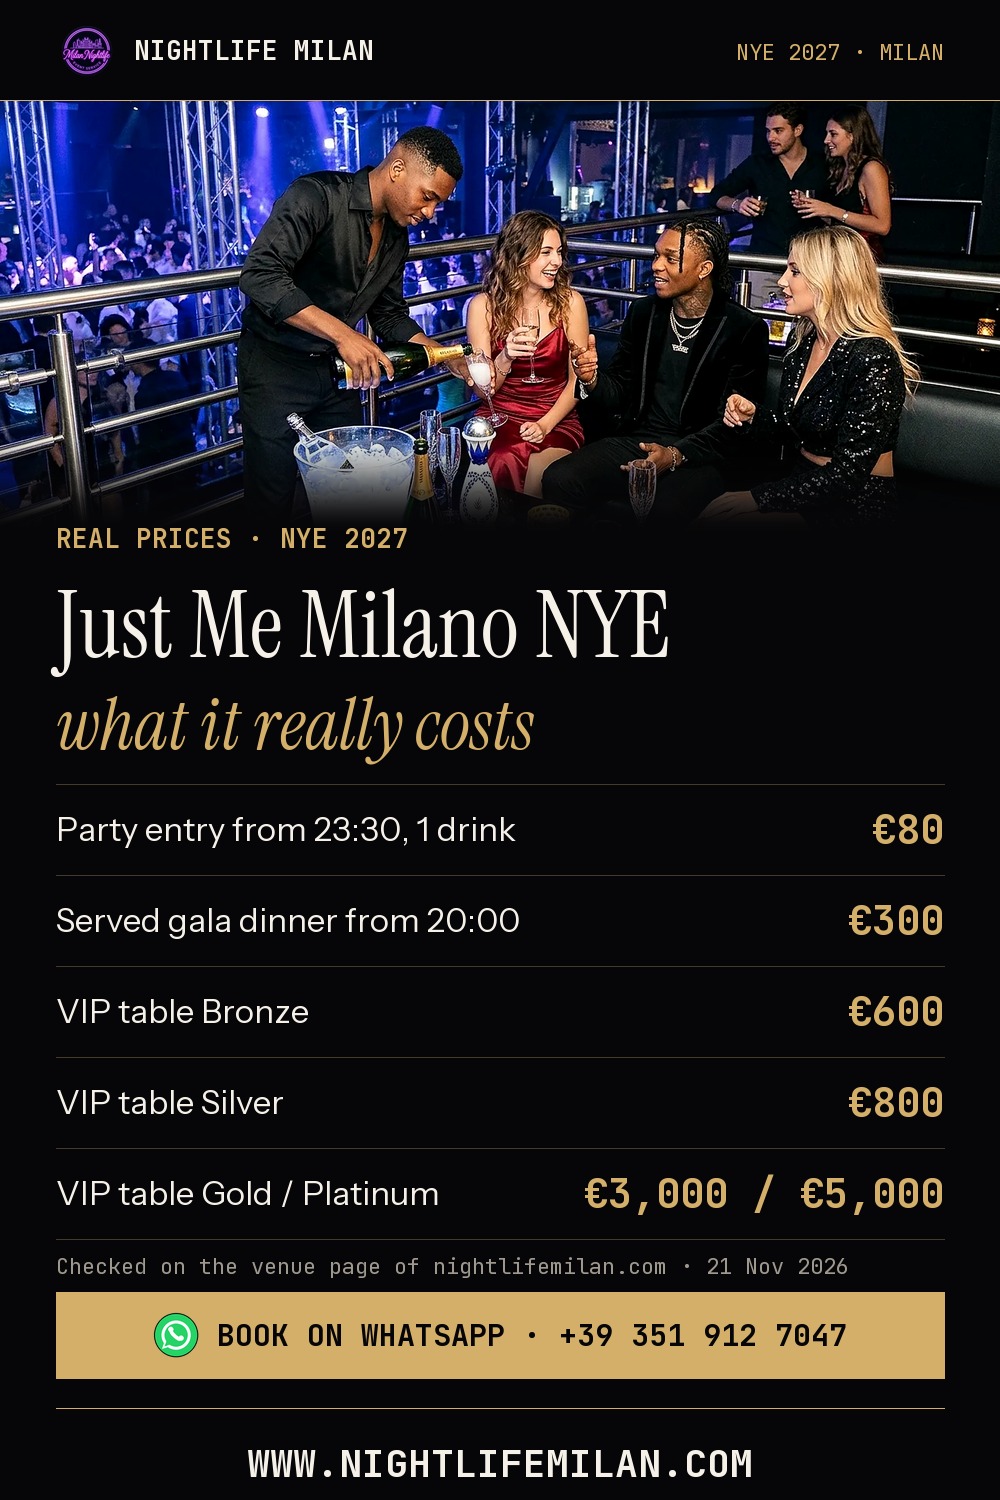 Milan Nightlife
NIGHTLIFE MILAN
NYE 2027 · MILAN
REAL PRICES · NYE 2027
Just Me Milano NYE
what it really costs
Party entry from 23:30, 1 drink €80
Served gala dinner from 20:00 €300
VIP table Bronze €600
VIP table Silver €800
VIP table Gold / Platinum €3,000 / €5,000
Checked on the venue page of nightlifemilan.com · 21 Nov 2026
BOOK ON WHATSAPP · +39 351 912 7047
WWW.NIGHTLIFEMILAN.COM